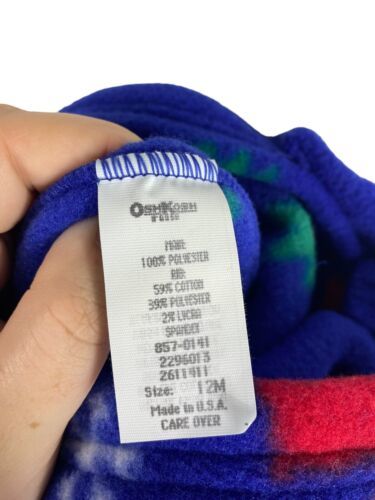 OSHKOSH
MAIN:
100% POLYESTER
RIB:
59% COTTON
39% POLYESTER
2% LYCRA
SPANDEX
857-0141
2296013
2611411
Size: 12M
Made in U.S.A.
CARE OVER